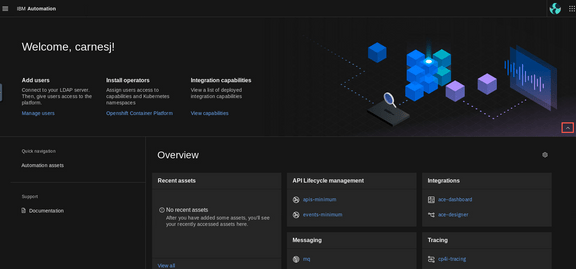 IBM Automation
Welcome, carnesj!
Add users
Connect to your LDAP server.
Then, give users access to the
platform.
Manage users
Install operators
Assign users access to
capabilities and Kubernetes
namespaces
Openshift Container Platform
Integration capabilities
View a list of deployed
integration capabilities
View capabilities
Quick navigation
Automation assets
Support
Documentation
Overview
Recent assets
No recent assets
After you have added some assets, you'll see
your recently accessed assets here.
View all
API Lifecycle management
apis-minimum
events-minimum
Integrations
ace-dashboard
ace-designer
Messaging
mq
Tracing
cp4i-tracing